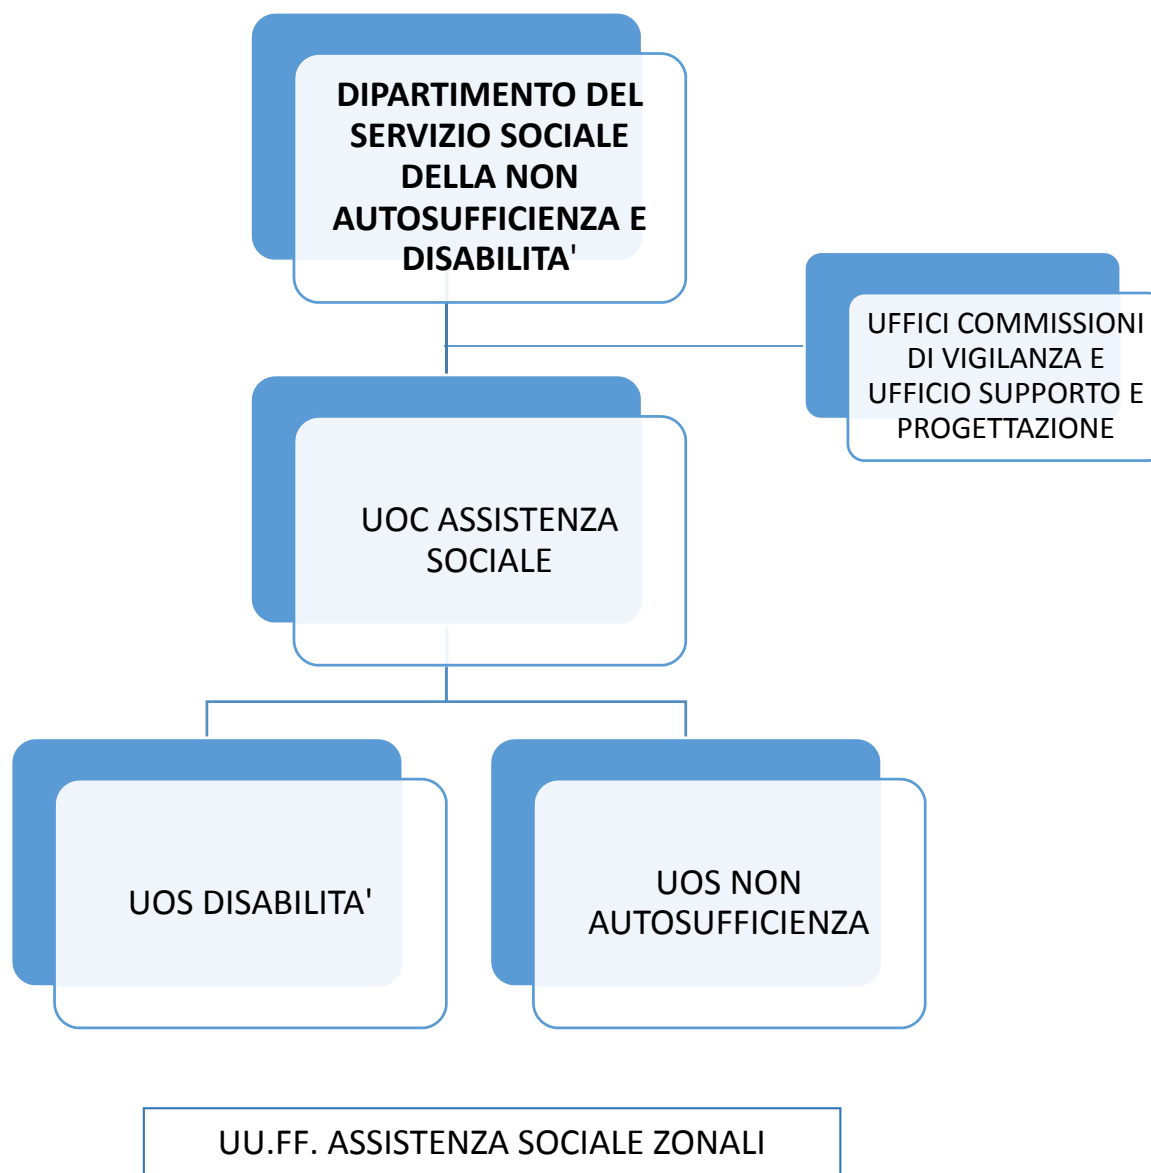 DIPARTIMENTO DEL
SERVIZIO SOCIALE
DELLA NON
AUTOSUFFICIENZA E
DISABILITA'
UFFICI COMMISSIONI
DI VIGILANZA E
UFFICIO SUPPORTO E
PROGETTAZIONE
UOC ASSISTENZA
SOCIALE
UOS DISABILITA'
UOS NON
AUTOSUFFICIENZA
UU.FF. ASSISTENZA SOCIALE ZONALI